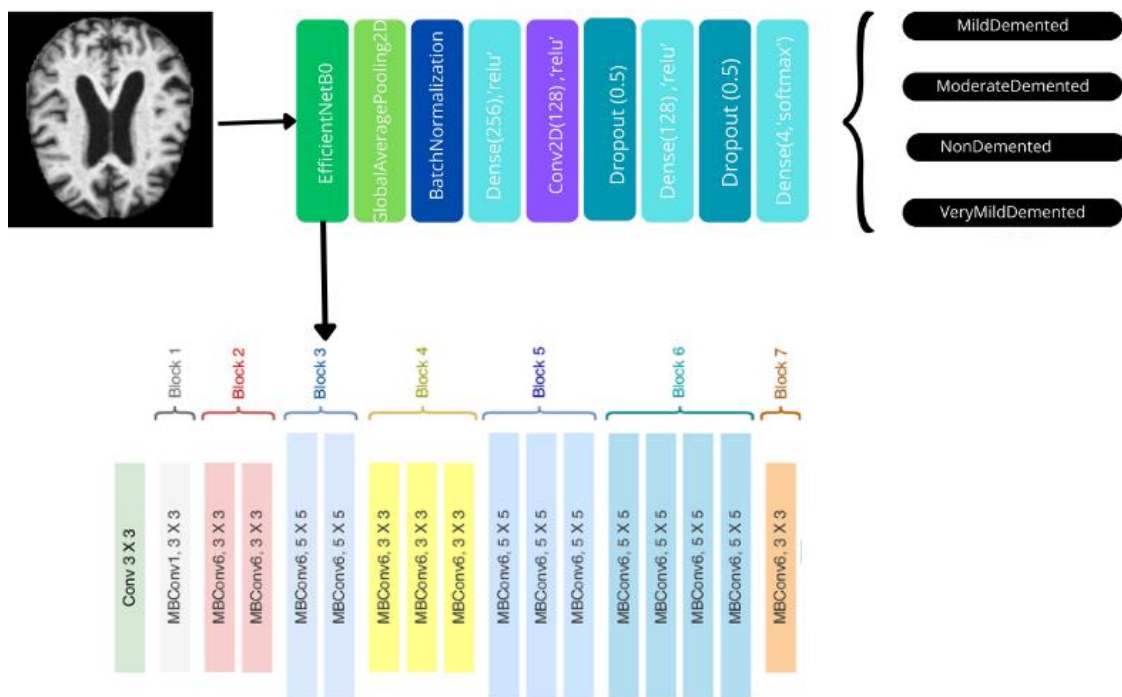 EfficientNetB0
GlobalAveragePooling2D
BatchNormalization
Dense(256),'relu'
Conv2D(128) ,'relu'
Dropout (0.5)
Dense(128) ,'relu'
Dropout (0.5)
Dense(4,'softmax')
MildDemented
ModerateDemented
NonDemented
VeryMildDemented
Block 1
Block 2
Block 3
Block 4
Block 5
Block 6
Block 7
Conv 3 X 3
MBConv1, 3 X 3
MBConv6, 3 X 3
MBConv6, 3 X 3
MBConv6, 5 X 5
MBConv6, 5 X 5
MBConv6, 3 X 3
MBConv6, 3 X 3
MBConv6, 3 X 3
MBConv6, 5 X 5
MBConv6, 5 X 5
MBConv6, 5 X 5
MBConv6, 5 X 5
MBConv6, 5 X 5
MBConv6, 5 X 5
MBConv6, 5 X 5
MBConv6, 3 X 3